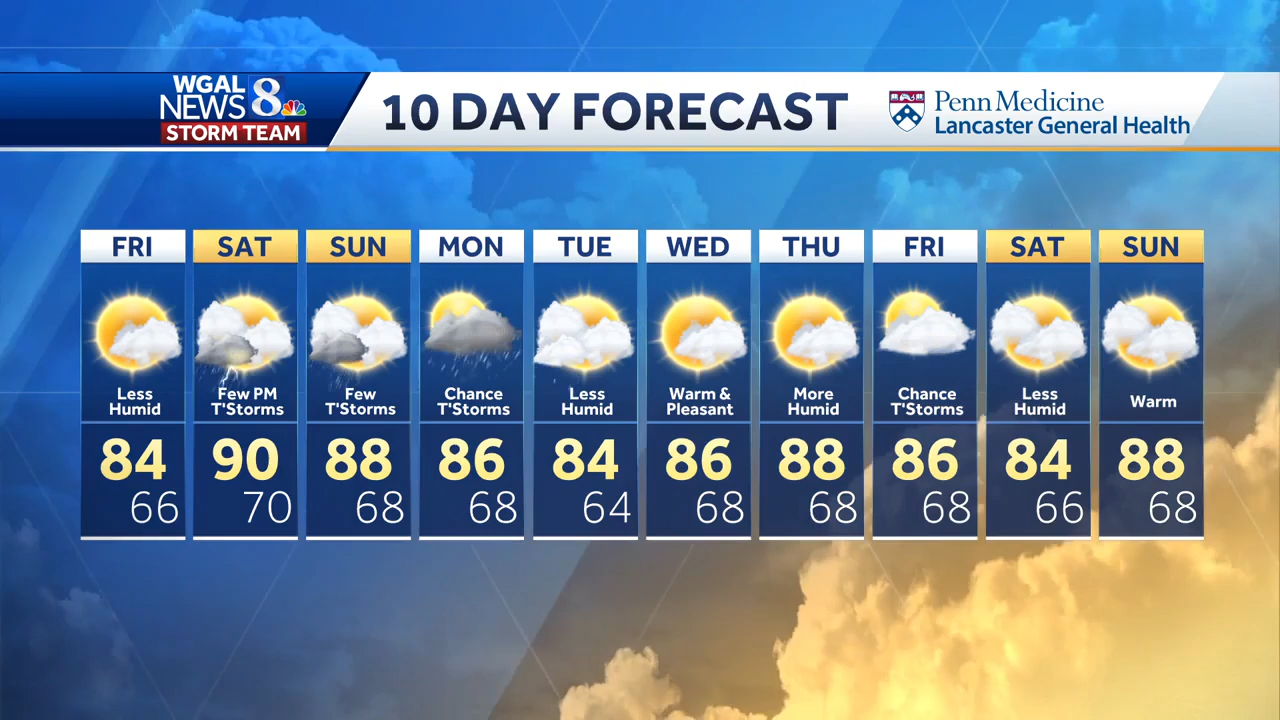 WGAL
NEWS 8
STORM TEAM
10 DAY FORECAST
Penn Medicine
Lancaster General Health
FRI
Less
Humid
84
66
SAT
Few PM
T'Storms
90
70
SUN
Few
T'Storms
88
68
MON
Chance
T'Storms
86
68
TUE
Less
Humid
84
64
WED
Warm &
Pleasant
86
68
THU
More
Humid
88
68
FRI
Chance
T'Storms
86
68
SAT
Less
Humid
84
66
SUN
Warm
88
68